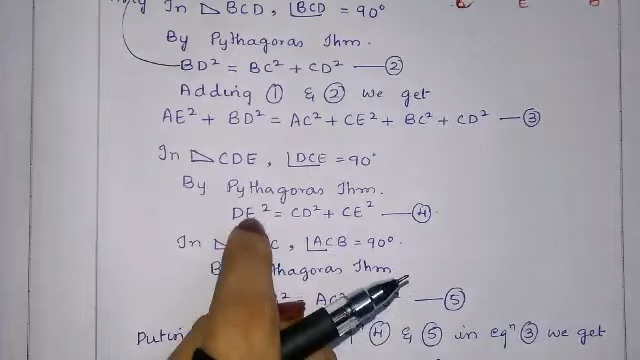 In ◺BCD, ∠BCD = 90°
By Pythagoras Thm.
BD² = BC² + CD² —— ②
Adding ① & ② we get
AE² + BD² = AC² + CE² + BC² + CD² — ③
In ◺CDE, ∠DCE = 90°
By Pythagoras Thm.
DE² = CD² + CE² —— ④
In C, ∠ACB = 90°.
Thm
² = AC² —— ⑤
④ & ⑤ in eqⁿ ③ we get